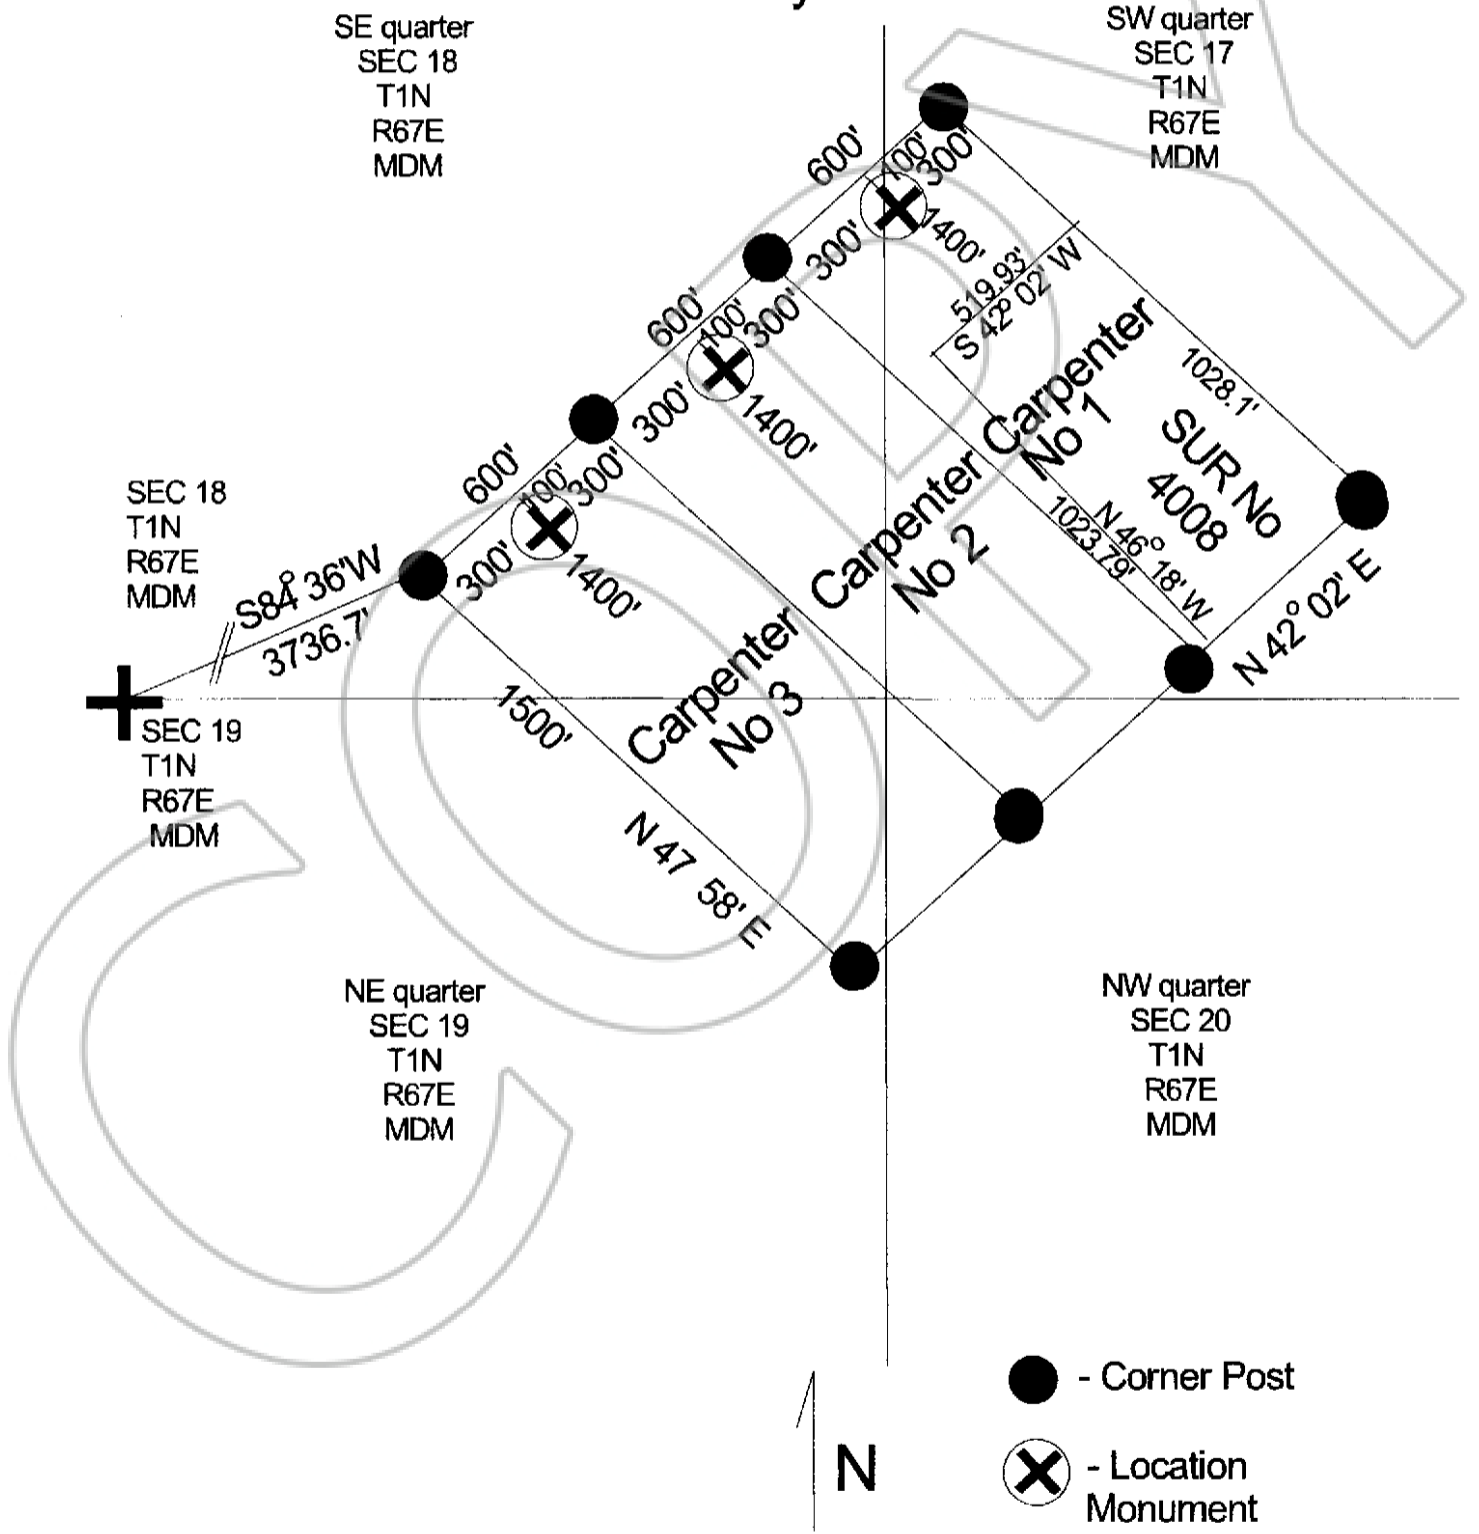 SE quarter
SEC 18
T1N
R67E
MDM
SW quarter
SEC 17
T1N
R67E
MDM
600'
100'
300'
300'
1400'
519.93'
S 42° 02' W
600'
100'
300'
300'
1400'
1028.1'
Carpenter
No 1
SUR No
4008
600'
100'
300'
300'
1400'
Carpenter
No 2
N 46° 18' W
1023.79'
N 42° 02' E
SEC 18
T1N
R67E
MDM
S84° 36'W
3736.7'
Carpenter
No 3
SEC 19
T1N
R67E
MDM
1500'
N 47 58' E
NE quarter
SEC 19
T1N
R67E
MDM
NW quarter
SEC 20
T1N
R67E
MDM
COPY
- Corner Post
N
- Location
Monument